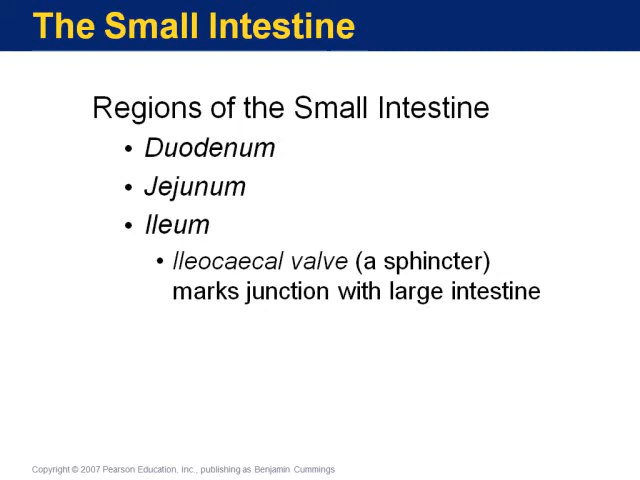 The Small Intestine
Regions of the Small Intestine
• Duodenum
• Jejunum
• Ileum
• Ileocaecal valve (a sphincter)
marks junction with large intestine
Copyright © 2007 Pearson Education, Inc., publishing as Benjamin Cummings